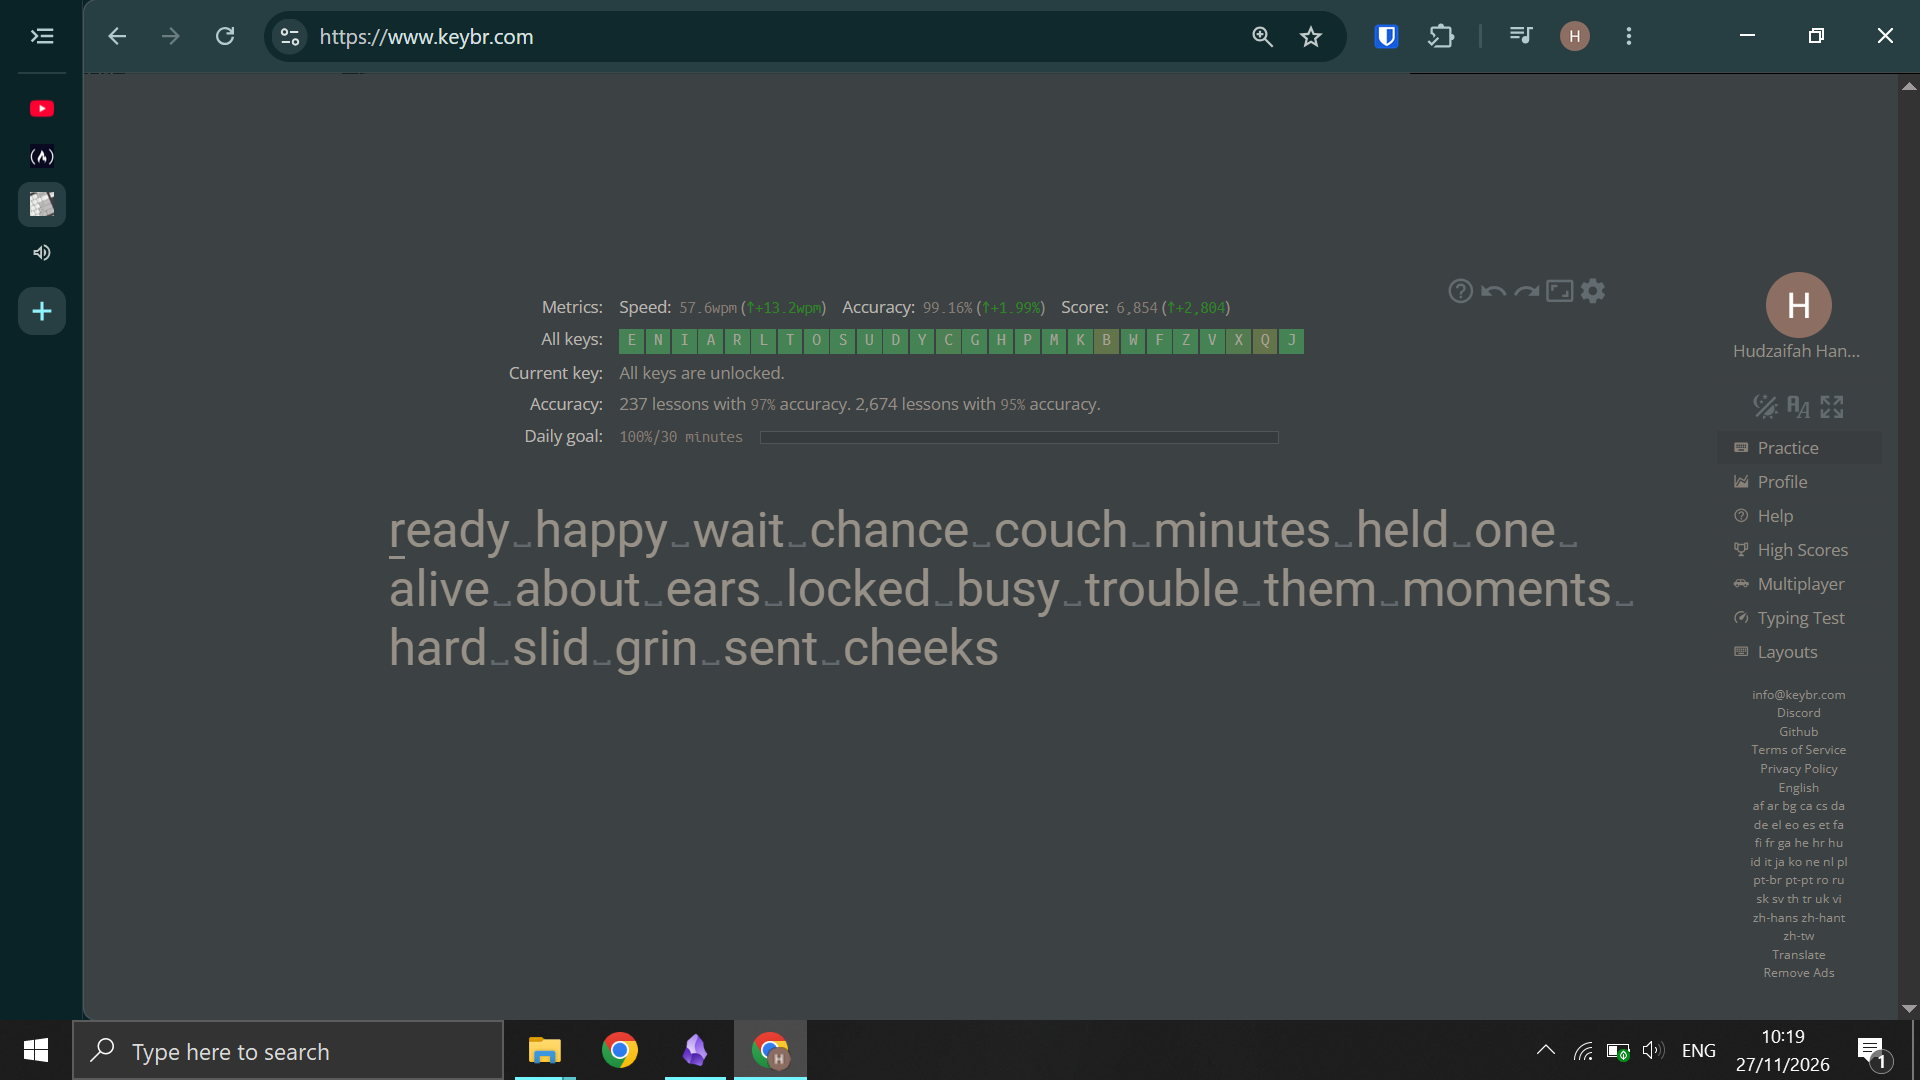 https://www.keybr.com
H
Metrics: Speed: 57.6wpm (↑+13.2wpm) Accuracy: 99.16% (↑+1.99%) Score: 6,854 (↑+2,804)
All keys: E N I A R L T O S U D Y C G H P M K B W F Z V X Q J
Current key: All keys are unlocked.
Accuracy: 237 lessons with 97% accuracy. 2,674 lessons with 95% accuracy.
Daily goal: 100%/30 minutes
ready␣happy␣wait␣chance␣couch␣minutes␣held␣one␣
alive␣about␣ears␣locked␣busy␣trouble␣them␣moments␣
hard␣slid␣grin␣sent␣cheeks
H
Hudzaifah Han...
Practice
Profile
Help
High Scores
Multiplayer
Typing Test
Layouts
info@keybr.com
Discord
Github
Terms of Service
Privacy Policy
English
af ar bg ca cs da
de el eo es et fa
fi fr ga he hr hu
id it ja ko ne nl pl
pt-br pt-pt ro ru
sk sv th tr uk vi
zh-hans zh-hant
zh-tw
Translate
Remove Ads
Type here to search
H
ENG
10:19
27/11/2026
1